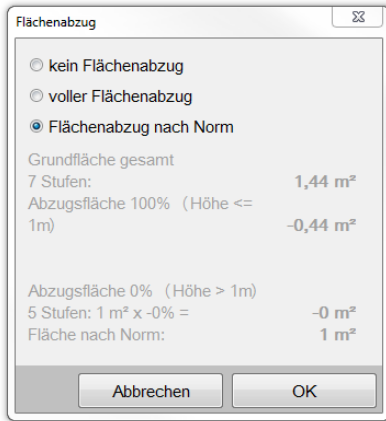 Flächenabzug
kein Flächenabzug
voller Flächenabzug
Flächenabzug nach Norm
Grundfläche gesamt
7 Stufen: 1,44 m²
Abzugsfläche 100% (Höhe <=
1m) -0,44 m²
Abzugsfläche 0% (Höhe > 1m)
5 Stufen: 1 m² x -0% = -0 m²
Fläche nach Norm: 1 m²
Abbrechen OK